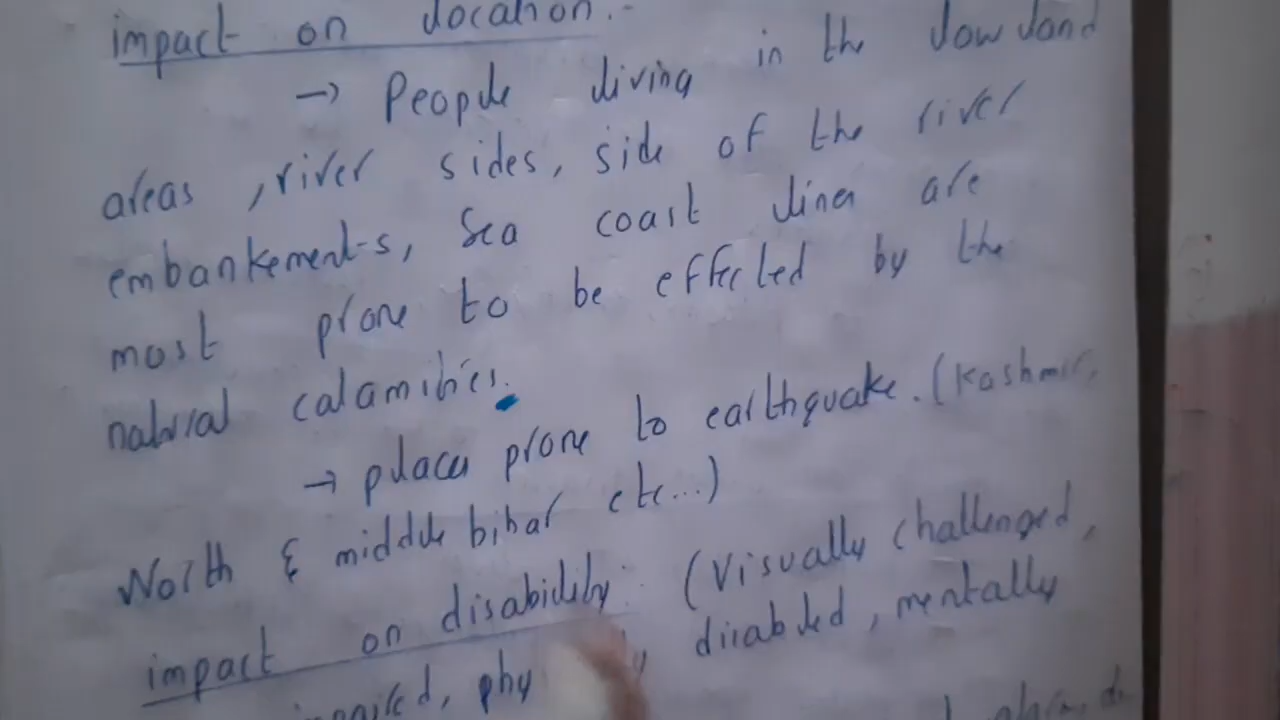 impact on location.-
→ People living in the low land
areas, river sides, side of the river
embankements, sea coast lines are
most prone to be effected by the
natural calamities.
→ places prone to earthquake. (Kashmir,
North & middle bihar etc...)
impact on disability: (Visually challenged,
phy disabled, mentally